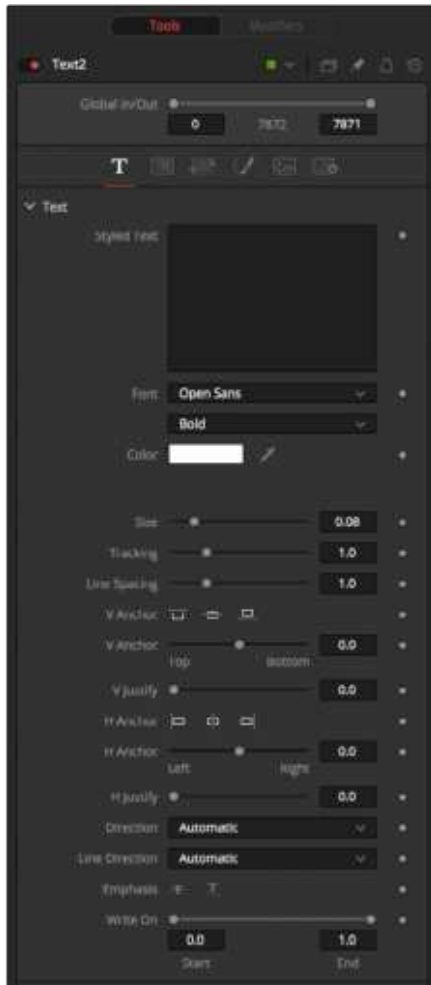 Tools Modifiers
Text2
Global In/Out
0 7872 7871
T
Text
Styled Text
Font Open Sans
Bold
Color
Size 0.08
Tracking 1.0
Line Spacing 1.0
V Anchor
V Anchor 0.0
Top Bottom
V Justify 0.0
H Anchor
H Anchor 0.0
Left Right
H Justify 0.0
Direction Automatic
Line Direction Automatic
Emphasis T
Write On
0.0 1.0
Start End